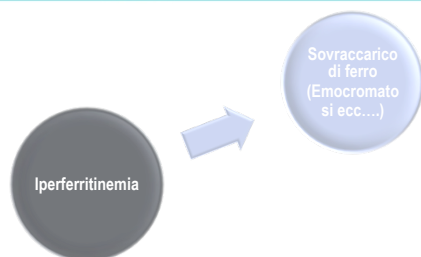 Sovraccarico
di ferro
(Emocromato
si ecc....)
Iperferritinemia